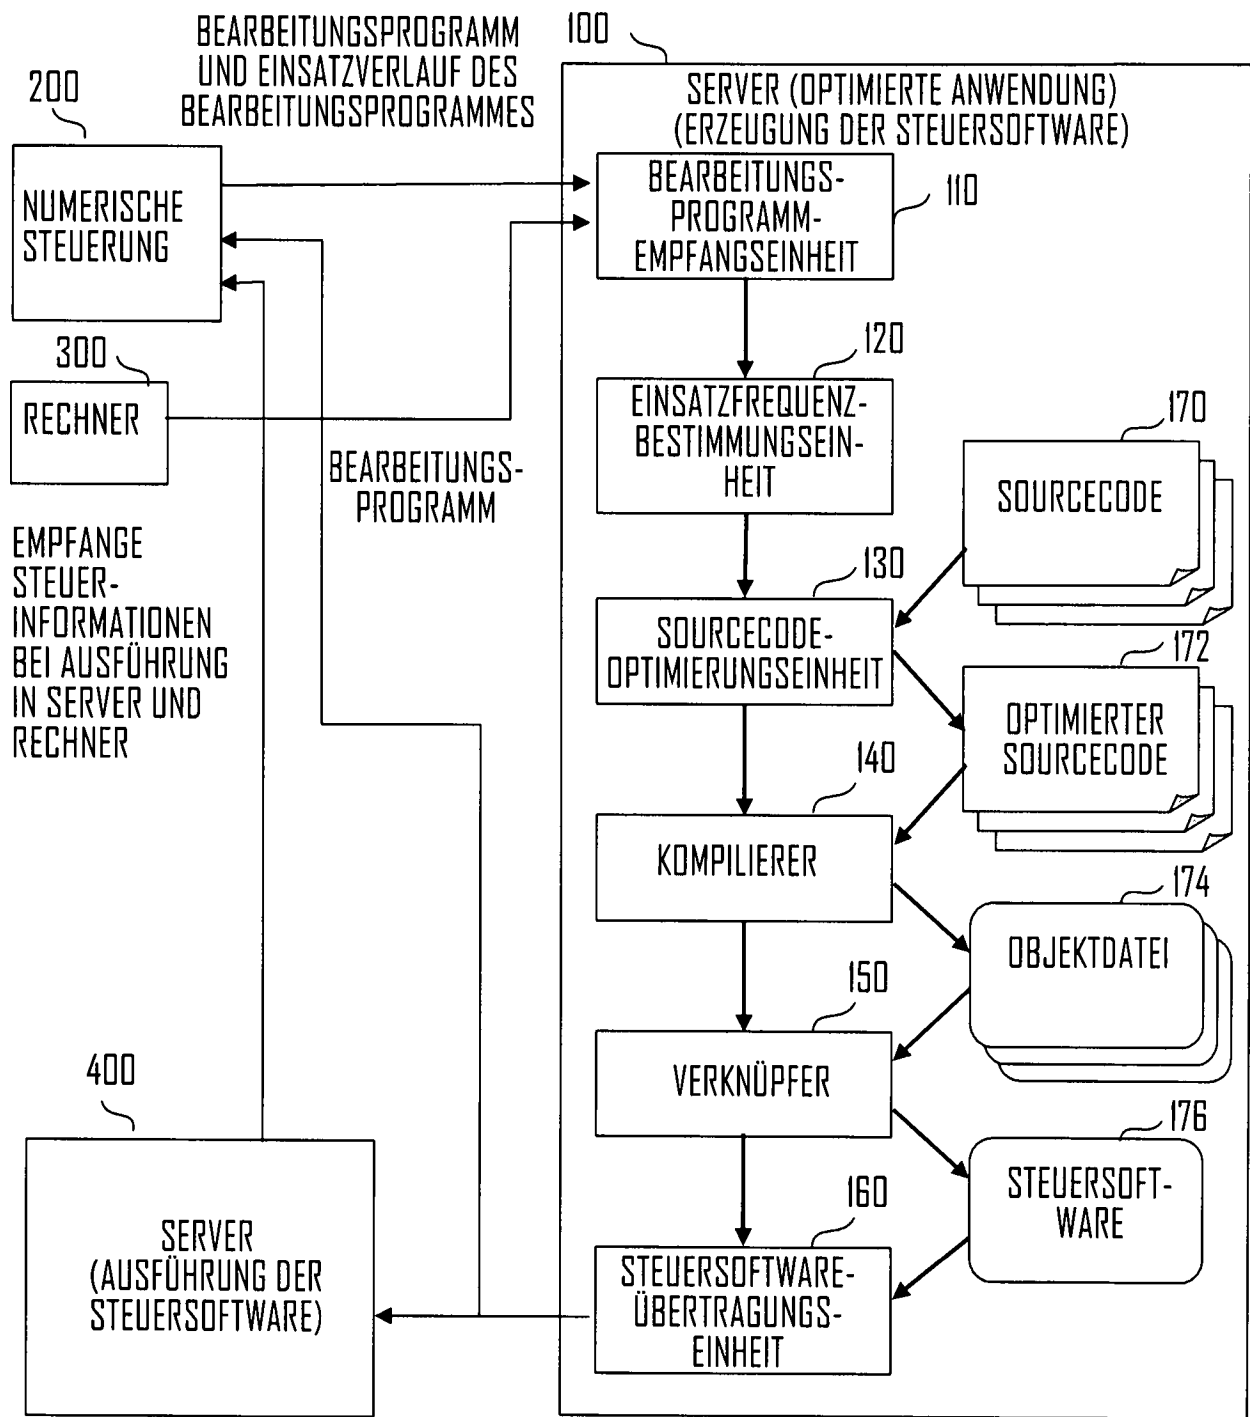 BEARBEITUNGSPROGRAMM
UND EINSATZVERLAUF DES
BEARBEITUNGSPROGRAMMES
100
SERVER (OPTIMIERTE ANWENDUNG)
(ERZEUGUNG DER STEUERSOFTWARE)
200
NUMERISCHE
STEUERUNG
BEARBEITUNGS-
PROGRAMM-
EMPFANGSEINHEIT
110
300
RECHNER
120
EINSATZFREQUENZ-
BESTIMMUNGSEIN-
HEIT
BEARBEITUNGS-
PROGRAMM
170
SOURCECODE
EMPFANGE
STEUER-
INFORMATIONEN
BEI AUSFÜHRUNG
IN SERVER UND
RECHNER
130
SOURCECODE-
OPTIMIERUNGSEINHEIT
172
OPTIMIERTER
SOURCECODE
140
KOMPILIERER
174
OBJEKTDATEI
150
VERKNÜPFER
176
STEUERSOFT-
WARE
400
SERVER
(AUSFÜHRUNG DER
STEUERSOFTWARE)
160
STEUERSOFTWARE-
ÜBERTRAGUNGS-
EINHEIT